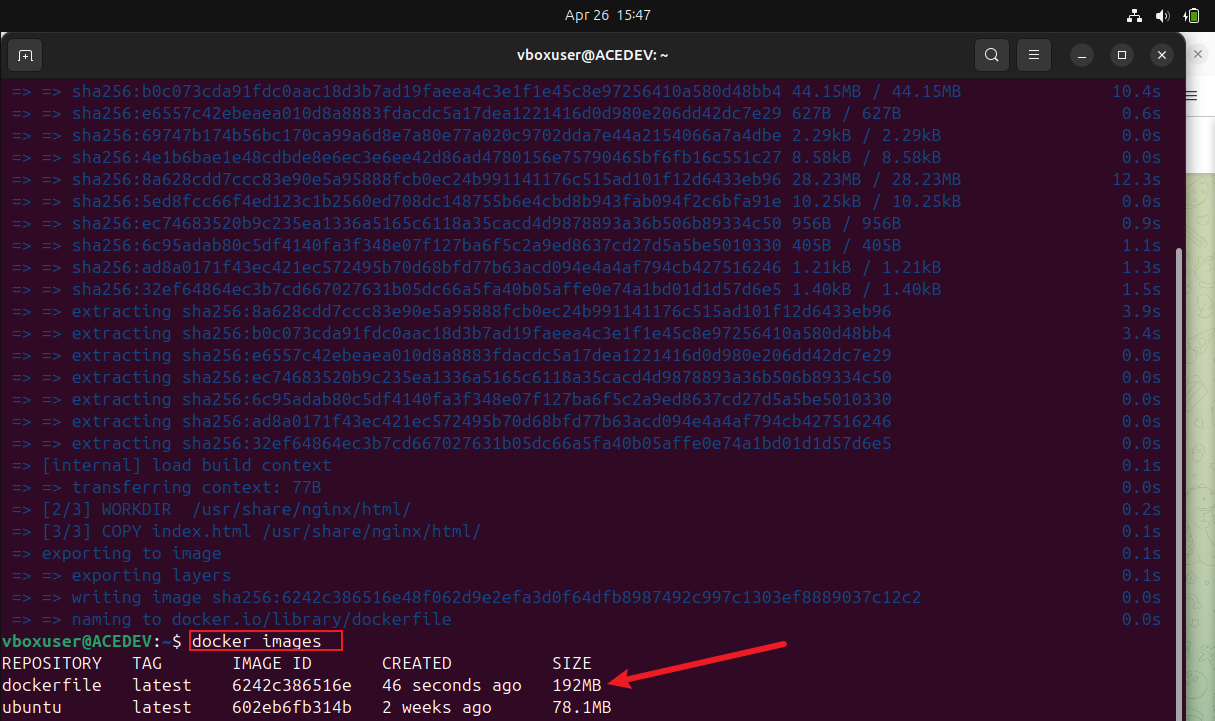 Apr 26 15:47
vboxuser@ACEDEV: ~
=> => sha256:b0c073cda91fdc0aac18d3b7ad19faeea4c3e1f1e45c8e97256410a580d48bb4 44.15MB / 44.15MB 10.4s
=> => sha256:e6557c42ebeaea010d8a8883fdacdc5a17dea1221416d0d980e206dd42dc7e29 627B / 627B 0.6s
=> => sha256:69747b174b56bc170ca99a6d8e7a80e77a020c9702dda7e44a2154066a7a4dbe 2.29kB / 2.29kB 0.0s
=> => sha256:4e1b6bae1e48cdbde8e6ec3e6ee42d86ad4780156e75790465bf6fb16c551c27 8.58kB / 8.58kB 0.0s
=> => sha256:8a628cdd7ccc83e90e5a95888fcb0ec24b991141176c515ad101f12d6433eb96 28.23MB / 28.23MB 12.3s
=> => sha256:5ed8fcc66f4ed123c1b2560ed708dc148755b6e4cbd8b943fab094f2c6bfa91e 10.25kB / 10.25kB 0.0s
=> => sha256:ec74683520b9c235ea1336a5165c6118a35cacd4d9878893a36b506b89334c50 956B / 956B 0.9s
=> => sha256:6c95adab80c5df4140fa3f348e07f127ba6f5c2a9ed8637cd27d5a5be5010330 405B / 405B 1.1s
=> => sha256:ad8a0171f43ec421ec572495b70d68bfd77b63acd094e4a4af794cb427516246 1.21kB / 1.21kB 1.3s
=> => sha256:32ef64864ec3b7cd667027631b05dc66a5fa40b05affe0e74a1bd01d1d57d6e5 1.40kB / 1.40kB 1.5s
=> => extracting sha256:8a628cdd7ccc83e90e5a95888fcb0ec24b991141176c515ad101f12d6433eb96 3.9s
=> => extracting sha256:b0c073cda91fdc0aac18d3b7ad19faeea4c3e1f1e45c8e97256410a580d48bb4 3.4s
=> => extracting sha256:e6557c42ebeaea010d8a8883fdacdc5a17dea1221416d0d980e206dd42dc7e29 0.0s
=> => extracting sha256:ec74683520b9c235ea1336a5165c6118a35cacd4d9878893a36b506b89334c50 0.0s
=> => extracting sha256:6c95adab80c5df4140fa3f348e07f127ba6f5c2a9ed8637cd27d5a5be5010330 0.0s
=> => extracting sha256:ad8a0171f43ec421ec572495b70d68bfd77b63acd094e4a4af794cb427516246 0.0s
=> => extracting sha256:32ef64864ec3b7cd667027631b05dc66a5fa40b05affe0e74a1bd01d1d57d6e5 0.0s
=> [internal] load build context 0.1s
=> => transferring context: 77B 0.0s
=> [2/3] WORKDIR /usr/share/nginx/html/ 0.2s
=> [3/3] COPY index.html /usr/share/nginx/html/ 0.1s
=> exporting to image 0.1s
=> => exporting layers 0.1s
=> => writing image sha256:6242c386516e48f062d9e2efa3d0f64dfb8987492c997c1303ef8889037c12c2 0.0s
=> => naming to docker.io/library/dockerfile 0.0s
vboxuser@ACEDEV:~$ docker images
REPOSITORY TAG IMAGE ID CREATED SIZE
dockerfile latest 6242c386516e 46 seconds ago 192MB
ubuntu latest 602eb6fb314b 2 weeks ago 78.1MB